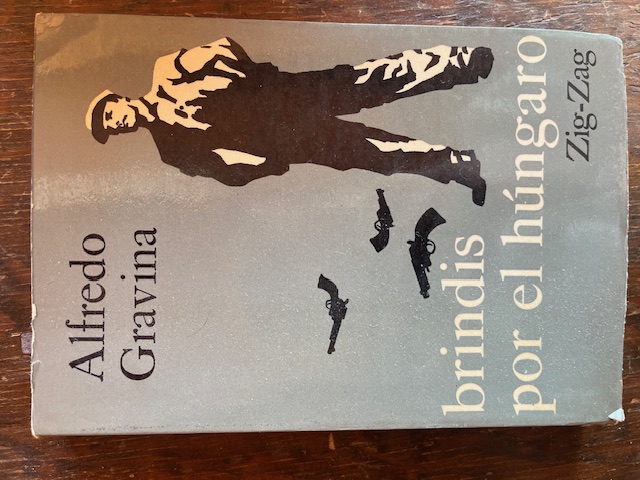 Alfredo
Gravina
brindis
por el húngaro
Zig-Zag